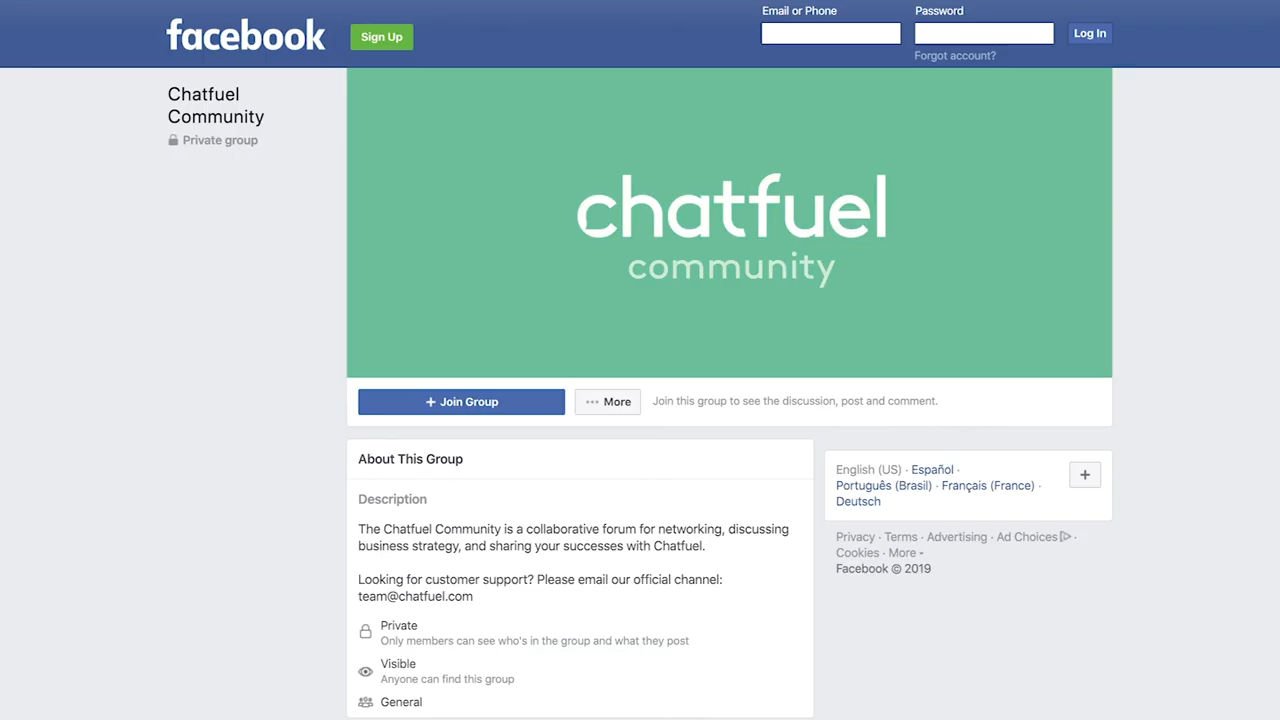 facebook
Sign Up
Email or Phone
Password
Log In
Forgot account?
Chatfuel
Community
Private group
chatfuel
community
+ Join Group
··· More
Join this group to see the discussion, post and comment.
About This Group
Description
The Chatfuel Community is a collaborative forum for networking, discussing
business strategy, and sharing your successes with Chatfuel.
Looking for customer support? Please email our official channel:
team@chatfuel.com
Private
Only members can see who's in the group and what they post
Visible
Anyone can find this group
General
English (US) · Español ·
Português (Brasil) · Français (France) ·
Deutsch
+
Privacy · Terms · Advertising · Ad Choices ·
Cookies · More
Facebook © 2019